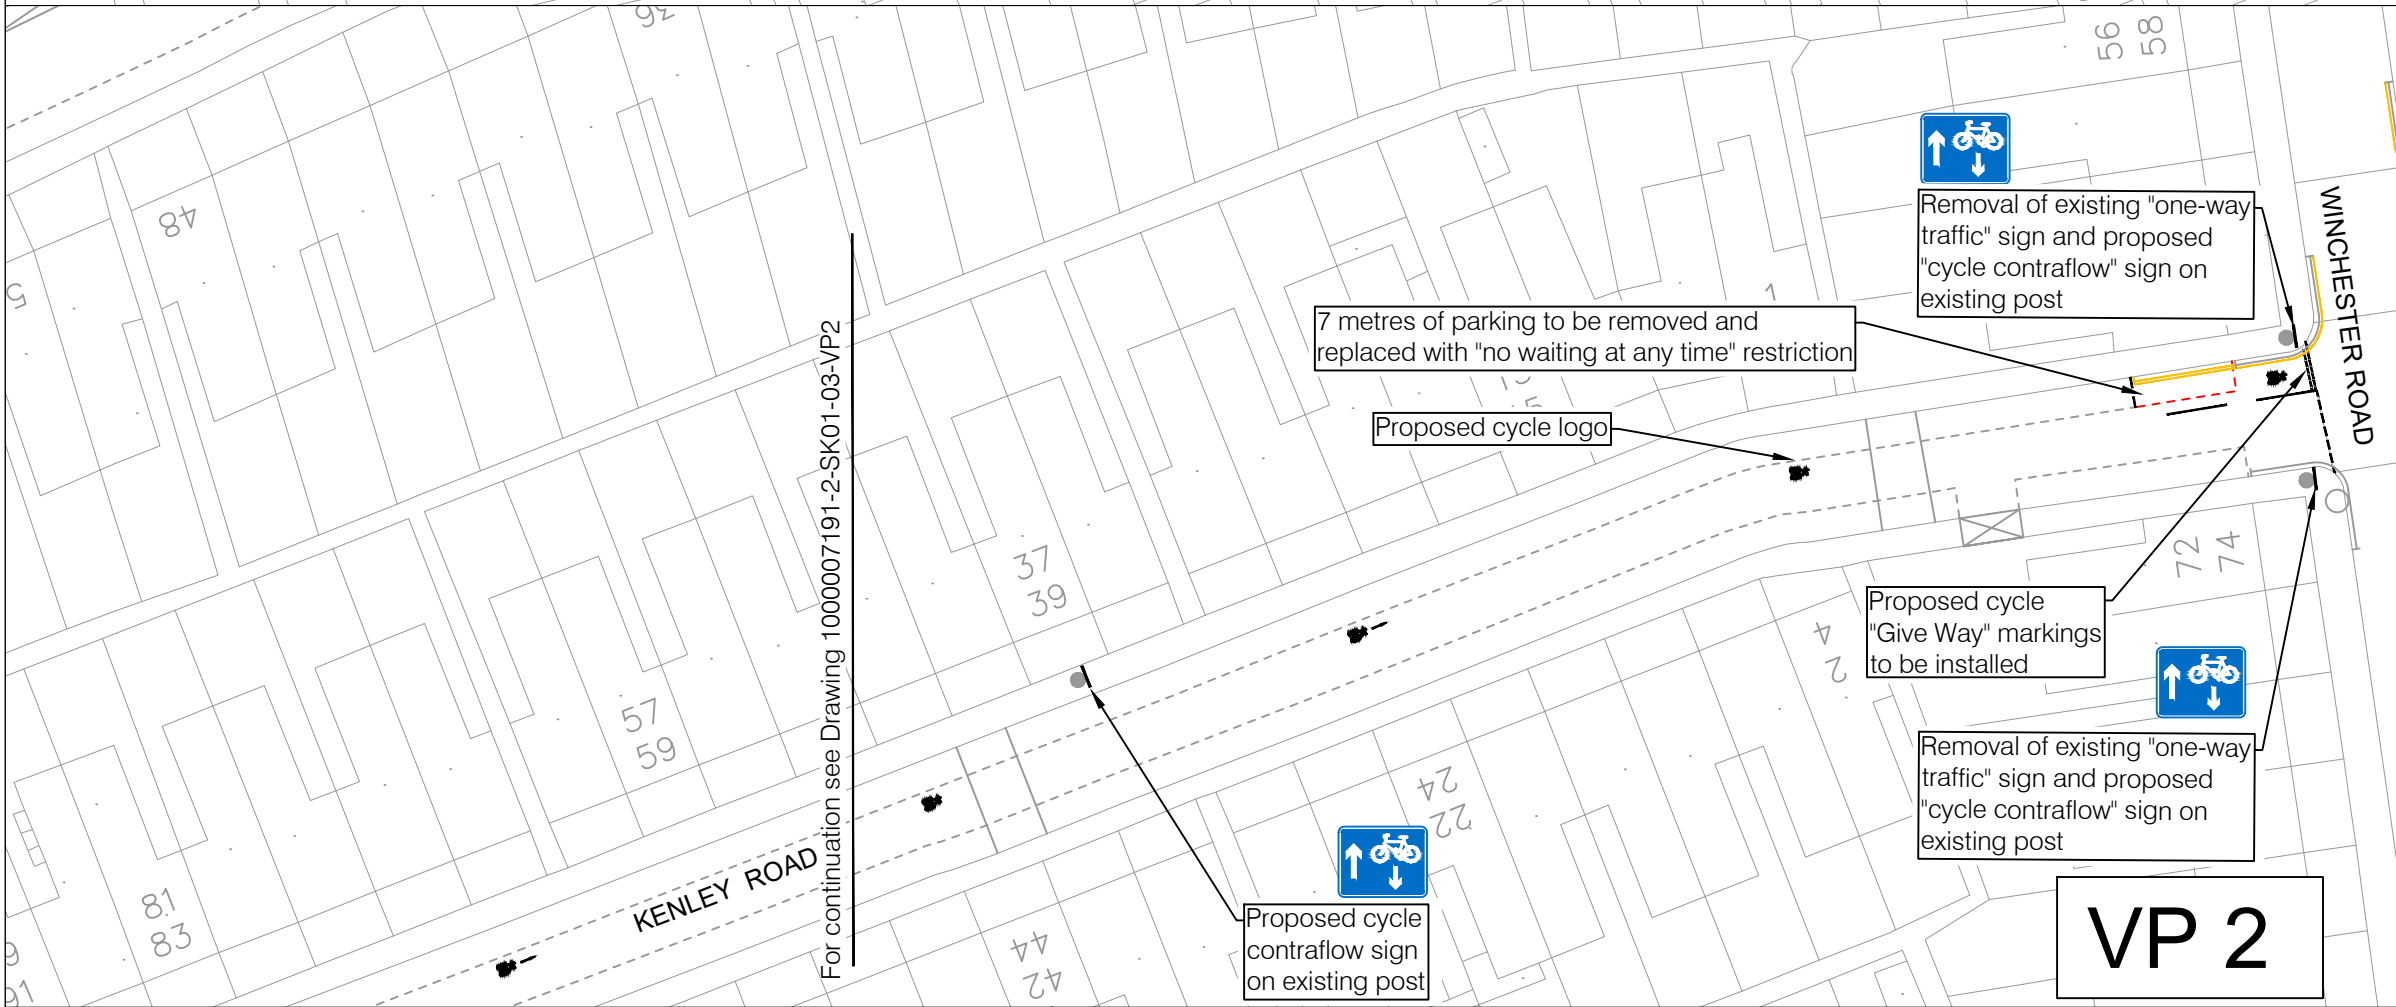 36
56
58
48
5
Removal of existing "one-way
traffic" sign and proposed
"cycle contraflow" sign on
existing post
WINCHESTER ROAD
1
7 metres of parking to be removed and
replaced with "no waiting at any time" restriction
Proposed cycle logo
For continuation see Drawing 1000007191-2-SK01-03-VP2
37
39
72
74
Proposed cycle
"Give Way" markings
to be installed
4
2
57
59
Removal of existing "one-way
traffic" sign and proposed
"cycle contraflow" sign on
existing post
24
22
KENLEY ROAD
81
83
Proposed cycle
contraflow sign
on existing post
44
42
9
91
VP 2